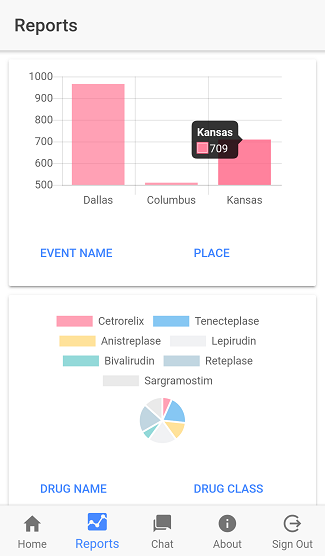 Reports
1000
900
800
700
600
500
Kansas
709
Dallas Columbus Kansas
EVENT NAME PLACE
Cetrorelix Tenecteplase
Anistreplase Lepirudin
Bivalirudin Reteplase
Sargramostim
DRUG NAME DRUG CLASS
Home Reports Chat About Sign Out